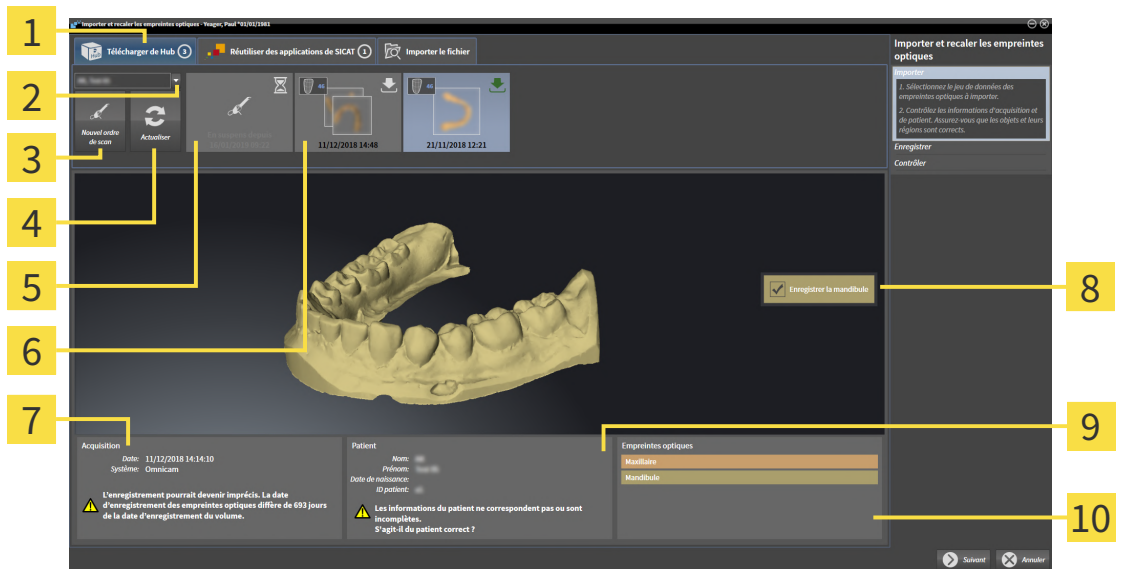 Importer et recaler les empreintes optiques - Yeager, Paul *01/01/1981
1
2
3
4
5
6
7
8
9
10
Télécharger de Hub 3
Réutiliser des applications de SICAT 1
Importer le fichier
Nouvel ordre
de scan
Actualiser
46
11/12/2018 14:48
46
21/11/2018 12:21
Enregistrer la mandibule
Acquisition
Date: 11/12/2018 14:14:10
Système: Omnicam
L'enregistrement pourrait devenir imprécis. La date
d'enregistrement des empreintes optiques diffère de 693 jours
de la date d'enregistrement du volume.
Patient
Nom:
Prénom:
Date de naissance:
ID patient:
Les informations du patient ne correspondent pas ou sont
incomplètes.
S'agit-il du patient correct ?
Empreintes optiques
Maxillaire
Mandibule
Importer et recaler les empreintes
optiques
Importer
1. Sélectionnez le jeu de données des
empreintes optiques à importer.
2. Contrôlez les informations d'acquisition et
de patient. Assurez-vous que les objets et leurs
régions sont corrects.
Enregistrer
Contrôler
Suivant
Annuler